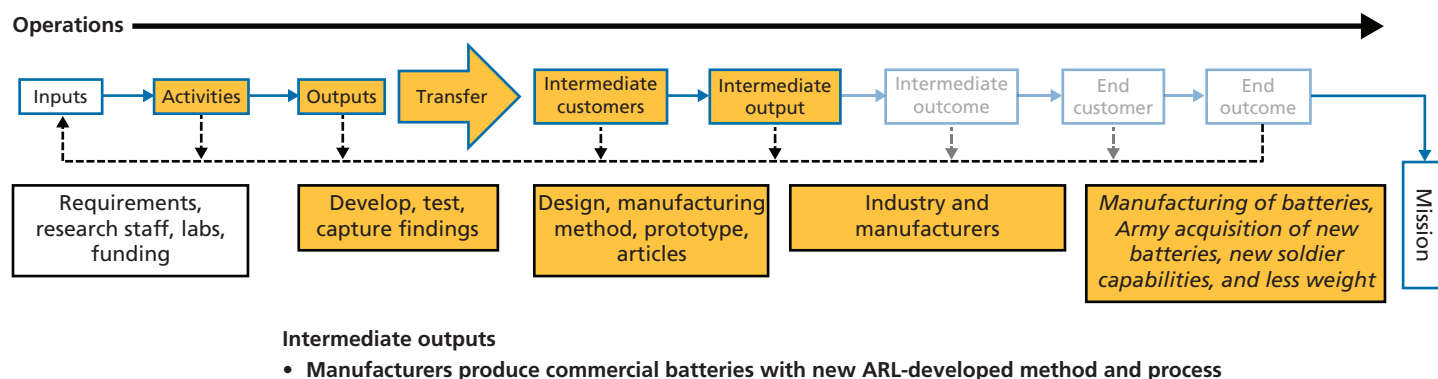 Operations
Inputs
Activities
Outputs
Transfer
Intermediate
customers
Intermediate
output
Intermediate
outcome
End
customer
End
outcome
Requirements,
research staff, labs,
funding
Develop, test,
capture findings
Design, manufacturing
method, prototype,
articles
Industry and
manufacturers
Manufacturing of batteries,
Army acquisition of new
batteries, new soldier
capabilities, and less weight
Mission
Intermediate outputs
• Manufacturers produce commercial batteries with new ARL-developed method and process